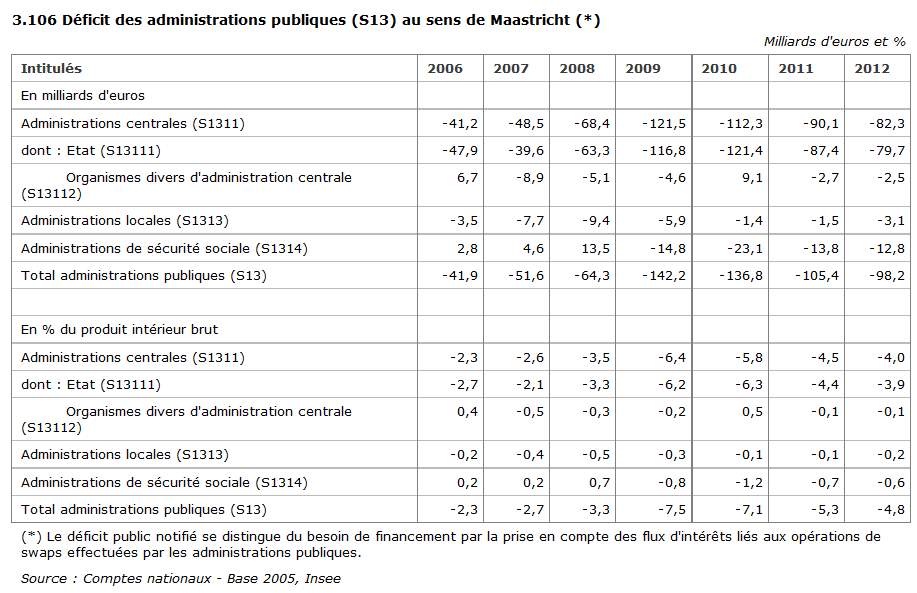 3.106 Déficit des administrations publiques (S13) au sens de Maastricht (*)
Milliards d'euros et %
Intitulés 2006 2007 2008 2009 2010 2011 2012
En milliards d'euros
Administrations centrales (S1311) -41,2 -48,5 -68,4 -121,5 -112,3 -90,1 -82,3
dont : Etat (S13111) -47,9 -39,6 -63,3 -116,8 -121,4 -87,4 -79,7
Organismes divers d'administration centrale 6,7 -8,9 -5,1 -4,6 9,1 -2,7 -2,5
(S13112)
Administrations locales (S1313) -3,5 -7,7 -9,4 -5,9 -1,4 -1,5 -3,1
Administrations de sécurité sociale (S1314) 2,8 4,6 13,5 -14,8 -23,1 -13,8 -12,8
Total administrations publiques (S13) -41,9 -51,6 -64,3 -142,2 -136,8 -105,4 -98,2
En % du produit intérieur brut
Administrations centrales (S1311) -2,3 -2,6 -3,5 -6,4 -5,8 -4,5 -4,0
dont : Etat (S13111) -2,7 -2,1 -3,3 -6,2 -6,3 -4,4 -3,9
Organismes divers d'administration centrale 0,4 -0,5 -0,3 -0,2 0,5 -0,1 -0,1
(S13112)
Administrations locales (S1313) -0,2 -0,4 -0,5 -0,3 -0,1 -0,1 -0,2
Administrations de sécurité sociale (S1314) 0,2 0,2 0,7 -0,8 -1,2 -0,7 -0,6
Total administrations publiques (S13) -2,3 -2,7 -3,3 -7,5 -7,1 -5,3 -4,8
(*) Le déficit public notifié se distingue du besoin de financement par la prise en compte des flux d'intérêts liés aux opérations de
swaps effectuées par les administrations publiques.
Source : Comptes nationaux - Base 2005, Insee